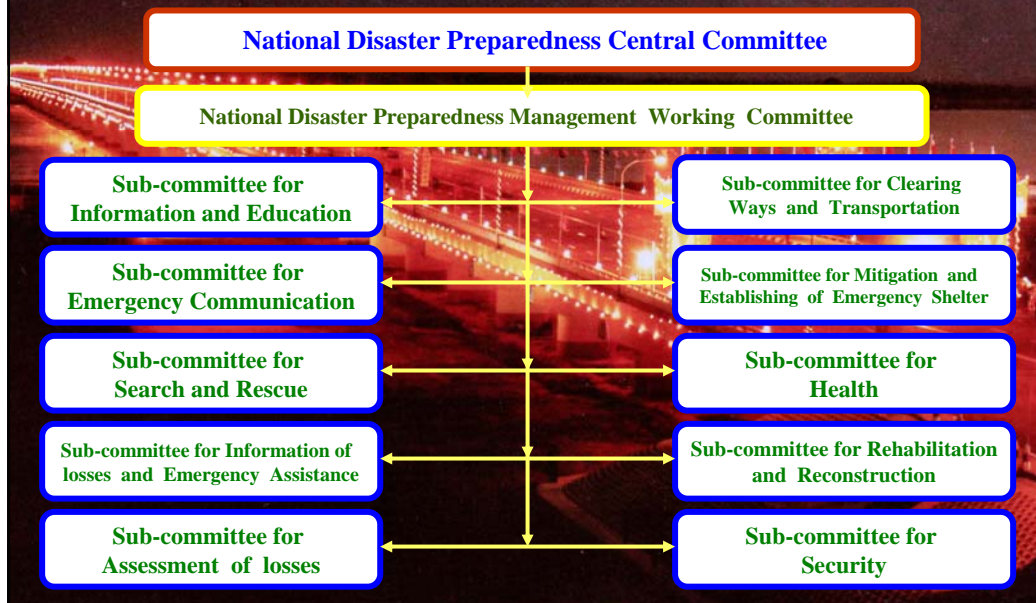 National Disaster Preparedness Central Committee
National Disaster Preparedness Management Working Committee
Sub-committee for
Information and Education
Sub-committee for Clearing
Ways and Transportation
Sub-committee for
Emergency Communication
Sub-committee for Mitigation and
Establishing of Emergency Shelter
Sub-committee for
Search and Rescue
Sub-committee for
Health
Sub-committee for Information of
losses and Emergency Assistance
Sub-committee for Rehabilitation
and Reconstruction
Sub-committee for
Assessment of losses
Sub-committee for
Security